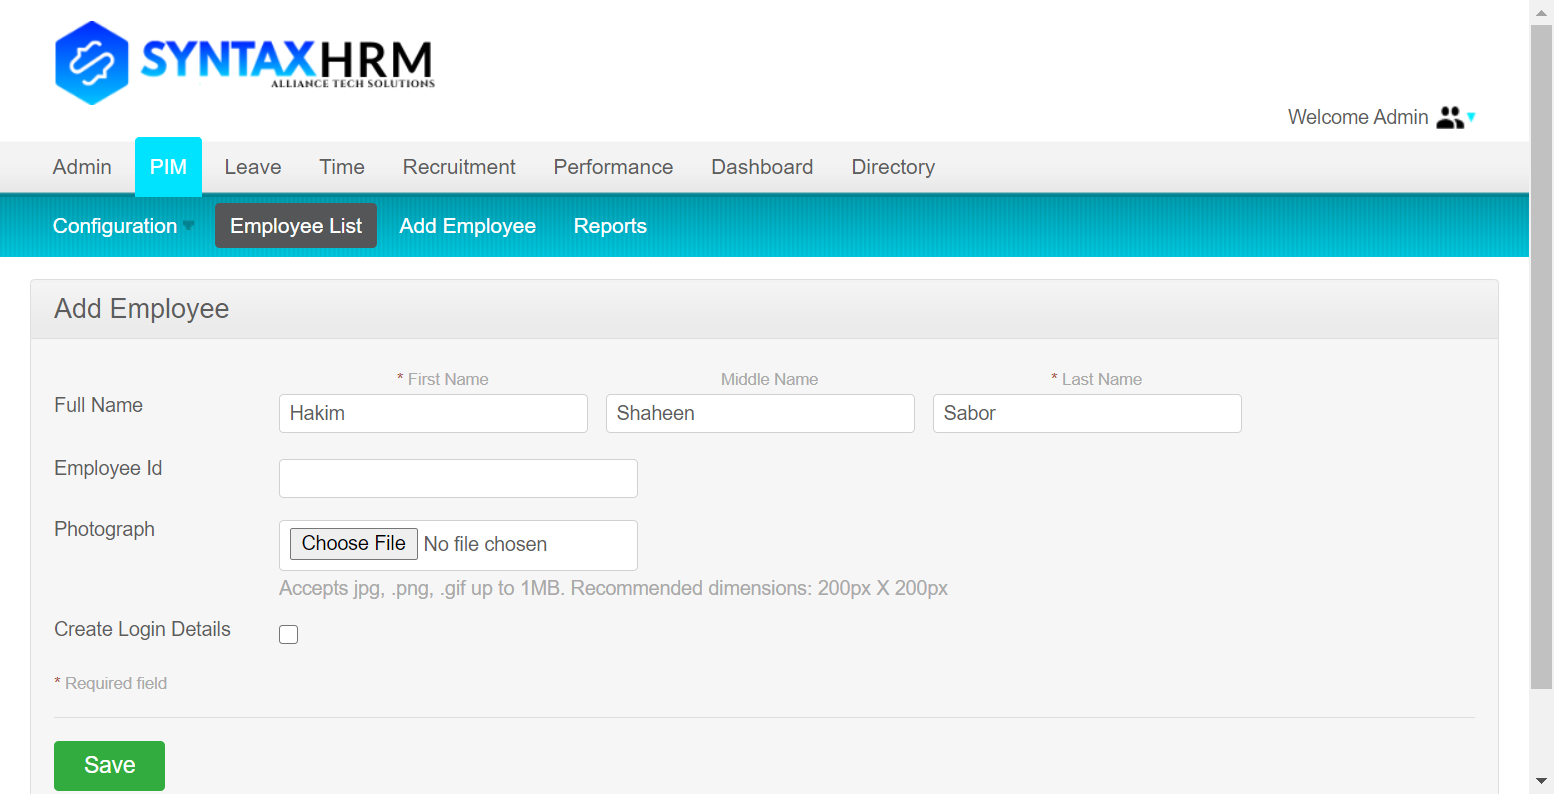 SYNTAXHRM
ALLIANCE TECH SOLUTIONS
Welcome Admin
Admin PIM Leave Time Recruitment Performance Dashboard Directory
Configuration Employee List Add Employee Reports
Add Employee
* First Name Middle Name * Last Name
Full Name Hakim Shaheen Sabor
Employee Id
Photograph Choose File No file chosen
Accepts jpg, .png, .gif up to 1MB. Recommended dimensions: 200px X 200px
Create Login Details
* Required field
Save